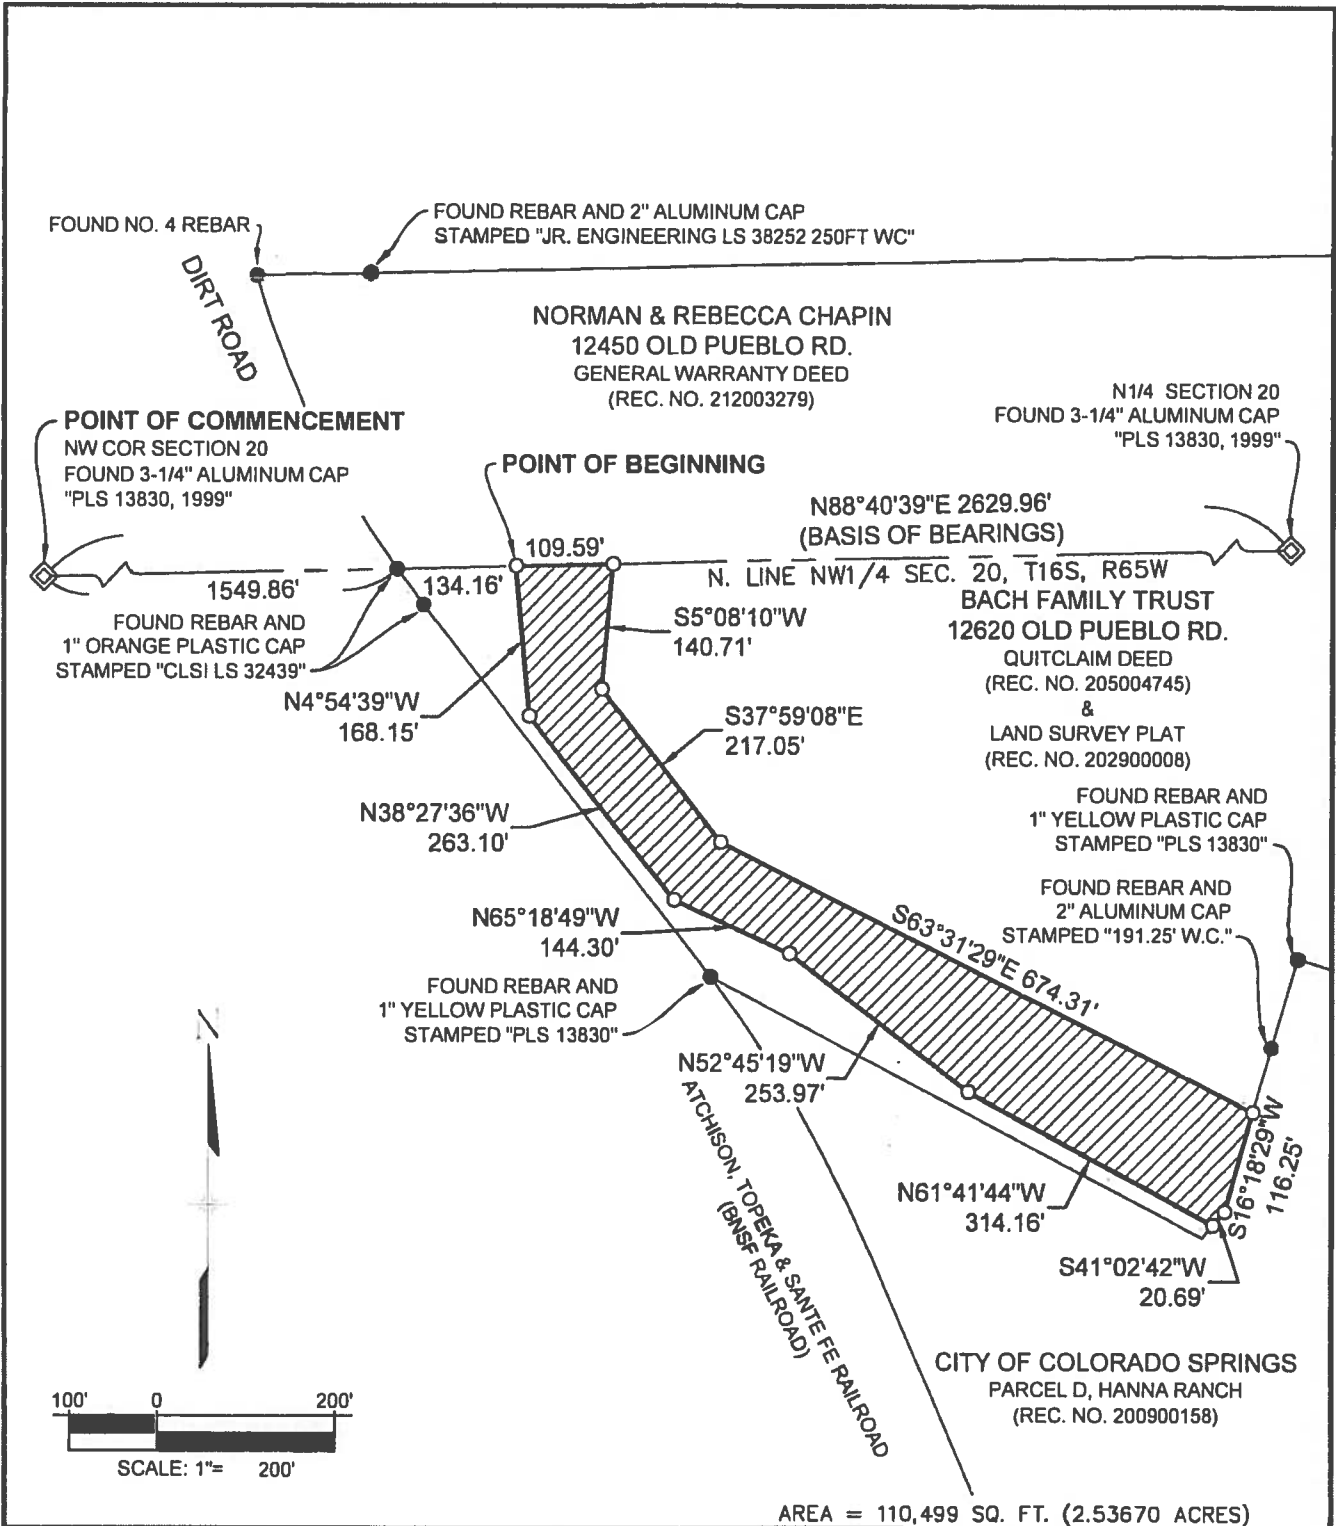 FOUND NO. 4 REBAR
FOUND REBAR AND 2" ALUMINUM CAP
STAMPED "JR. ENGINEERING LS 38252 250FT WC"
DIRT ROAD
NORMAN & REBECCA CHAPIN
12450 OLD PUEBLO RD.
GENERAL WARRANTY DEED
(REC. NO. 212003279)
POINT OF COMMENCEMENT
NW COR SECTION 20
FOUND 3-1/4" ALUMINUM CAP
"PLS 13830, 1999"
N1/4 SECTION 20
FOUND 3-1/4" ALUMINUM CAP
"PLS 13830, 1999"
POINT OF BEGINNING
N88°40'39"E 2629.96'
(BASIS OF BEARINGS)
109.59'
N. LINE NW1/4 SEC. 20, T16S, R65W
1549.86'
134.16'
FOUND REBAR AND
1" ORANGE PLASTIC CAP
STAMPED "CLSI LS 32439"
BACH FAMILY TRUST
12620 OLD PUEBLO RD.
QUITCLAIM DEED
(REC. NO. 205004745)
&
LAND SURVEY PLAT
(REC. NO. 202900008)
S5°08'10"W
140.71'
N4°54'39"W
168.15'
S37°59'08"E
217.05'
N38°27'36"W
263.10'
FOUND REBAR AND
1" YELLOW PLASTIC CAP
STAMPED "PLS 13830"
FOUND REBAR AND
2" ALUMINUM CAP
STAMPED "191.25' W.C."
N65°18'49"W
144.30'
S63°31'29"E 674.31'
FOUND REBAR AND
1" YELLOW PLASTIC CAP
STAMPED "PLS 13830"
N
N52°45'19"W
253.97'
ATCHISON, TOPEKA & SANTE FE RAILROAD
(BNSF RAILROAD)
S16°18'29"W
116.25'
N61°41'44"W
314.16'
S41°02'42"W
20.69'
CITY OF COLORADO SPRINGS
PARCEL D, HANNA RANCH
(REC. NO. 200900158)
100' 0 200'
SCALE: 1"= 200'
AREA = 110,499 SQ. FT. (2.53670 ACRES)